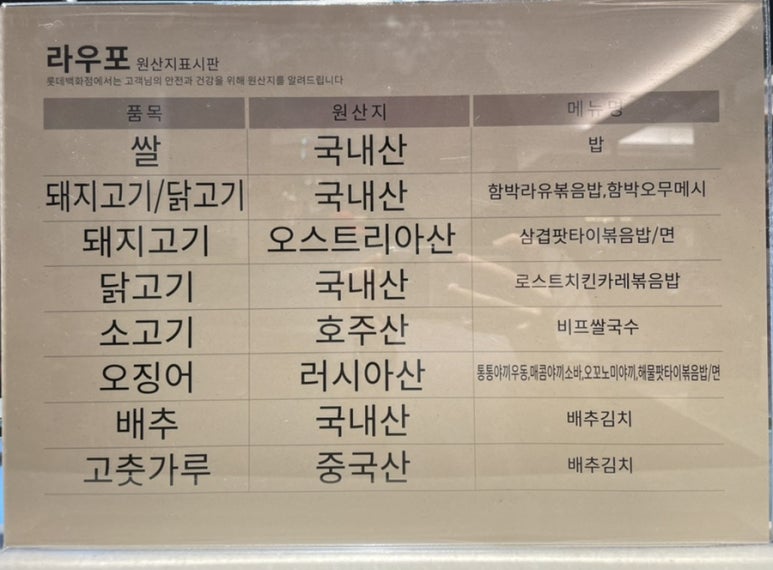 라우포 원산지표시판
롯데백화점에서는 고객님의 안전과 건강을 위해 원산지를 알려드립니다
품목 원산지 메뉴명
쌀 국내산 밥
돼지고기/닭고기 국내산 함박라유볶음밥,함박오무메시
돼지고기 오스트리아산 삼겹팟타이볶음밥/면
닭고기 국내산 로스트치킨카레볶음밥
소고기 호주산 비프쌀국수
오징어 러시아산 통통야끼우동,매콤야끼소바,오꼬노미야끼,해물팟타이볶음밥/면
배추 국내산 배추김치
고춧가루 중국산 배추김치